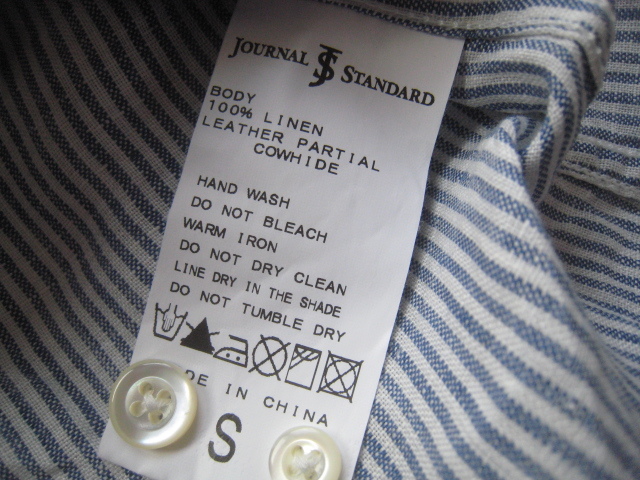 JOURNAL JS STANDARD
BODY
100% LINEN
LEATHER PARTIAL
COWHIDE
HAND WASH
DO NOT BLEACH
WARM IRON
DO NOT DRY CLEAN
LINE DRY IN THE SHADE
DO NOT TUMBLE DRY
DE IN CHINA
S